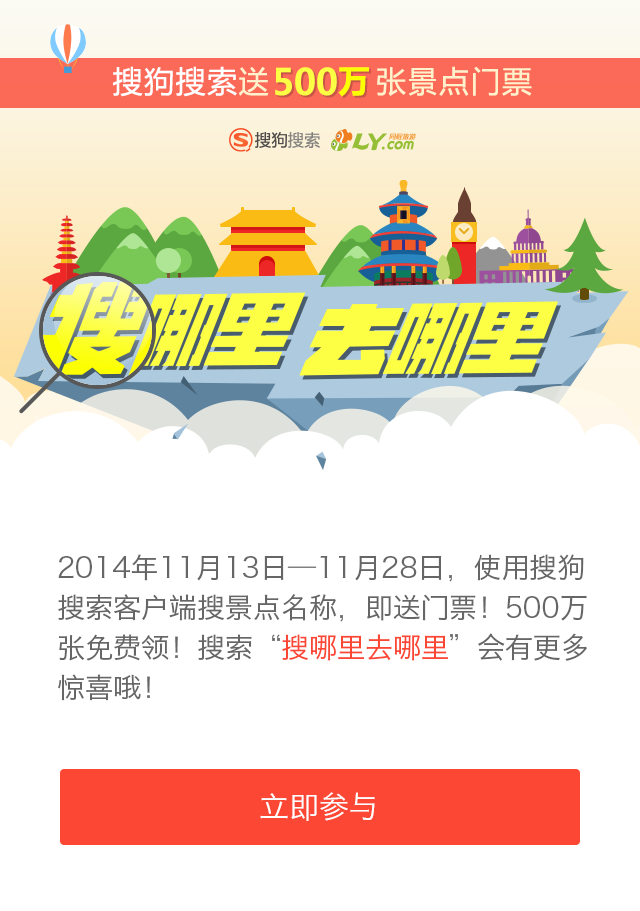 搜狗搜索送500万张景点门票
搜狗搜索 同程旅游 LY.com
搜哪里 去哪里
2014年11月13日—11月28日，使用搜狗
搜索客户端搜景点名称，即送门票！500万
张免费领！搜索“搜哪里去哪里”会有更多
惊喜哦！
立即参与